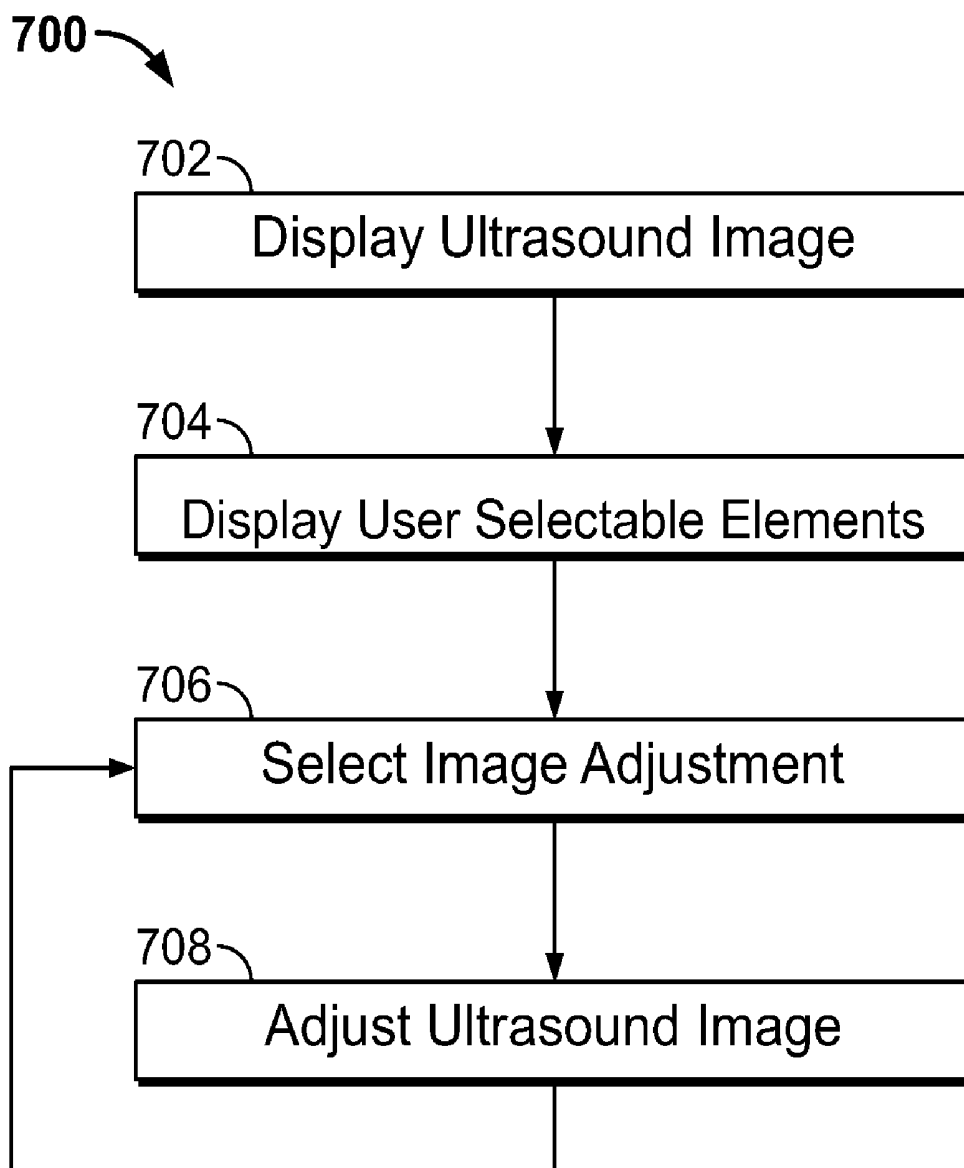 700
702
Display Ultrasound Image
704
Display User Selectable Elements
706
Select Image Adjustment
708
Adjust Ultrasound Image